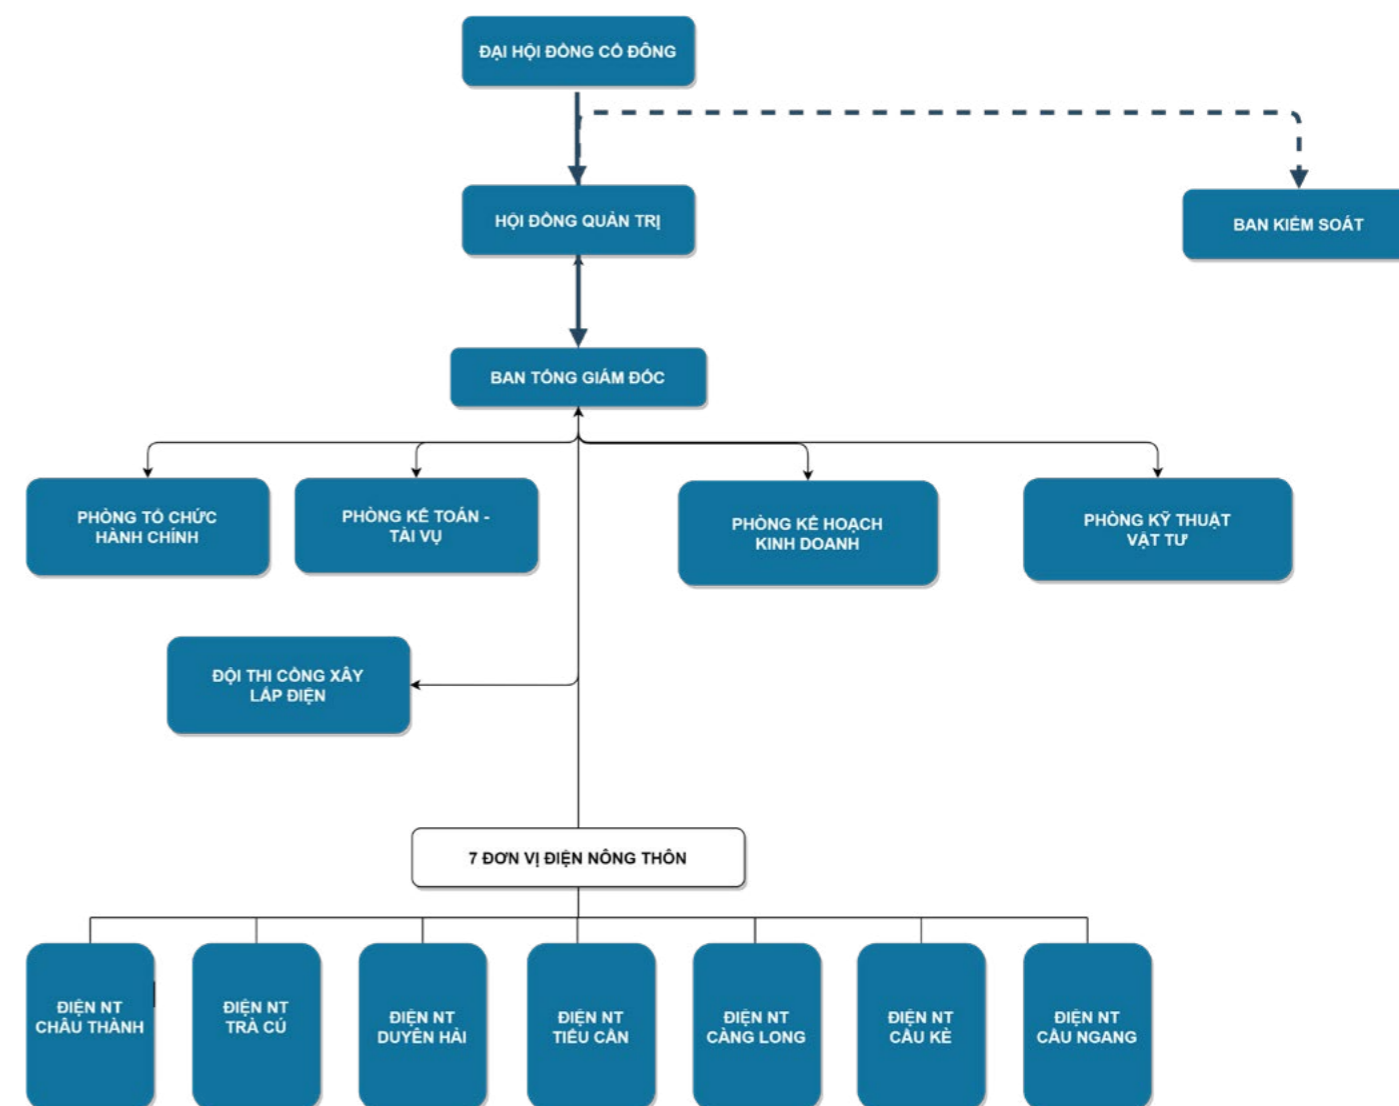 ĐẠI HỘI ĐỒNG CỔ ĐÔNG
HỘI ĐỒNG QUẢN TRỊ
BAN KIỂM SOÁT
BAN TỔNG GIÁM ĐỐC
PHÒNG TỔ CHỨC
HÀNH CHÍNH
PHÒNG KẾ TOÁN -
TÀI VỤ
PHÒNG KẾ HOẠCH
KINH DOANH
PHÒNG KỸ THUẬT
VẬT TƯ
ĐỘI THI CÔNG XÂY
LẮP ĐIỆN
7 ĐƠN VỊ ĐIỆN NÔNG THÔN
ĐIỆN NT
CHÂU THÀNH
ĐIỆN NT
TRÀ CÚ
ĐIỆN NT
DUYÊN HẢI
ĐIỆN NT
TIỂU CẦN
ĐIỆN NT
CÀNG LONG
ĐIỆN NT
CẦU KÈ
ĐIỆN NT
CẦU NGANG